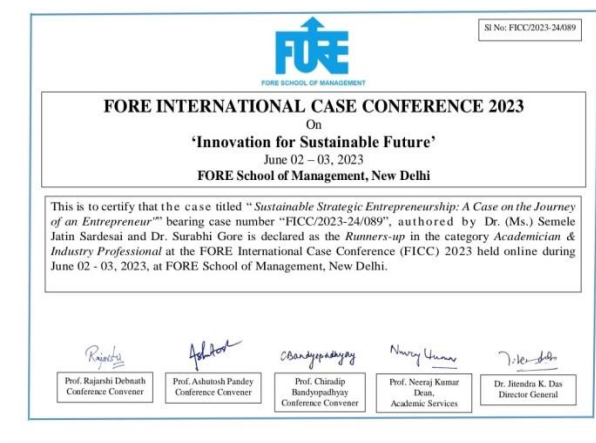 Sl No: FICC/2023-24/089
FORE
FORE SCHOOL OF MANAGEMENT
FORE INTERNATIONAL CASE CONFERENCE 2023
On
‘Innovation for Sustainable Future’
June 02 – 03, 2023
FORE School of Management, New Delhi
This is to certify that the case titled “ Sustainable Strategic Entrepreneurship: A Case on the Journey
of an Entrepreneur”” bearing case number “FICC/2023-24/089”, authored by Dr. (Ms.) Semele
Jatin Sardesai and Dr. Surabhi Gore is declared as the Runners-up in the category Academician &
Industry Professional at the FORE International Case Conference (FICC) 2023 held online during
June 02 - 03, 2023, at FORE School of Management, New Delhi.
Ashutosh
CBandyopadhyay
Prof. Rajarshi Debnath
Conference Convener
Prof. Ashutosh Pandey
Conference Convener
Prof. Chiradip
Bandyopadhyay
Conference Convener
Prof. Neeraj Kumar
Dean,
Academic Services
Dr. Jitendra K. Das
Director General